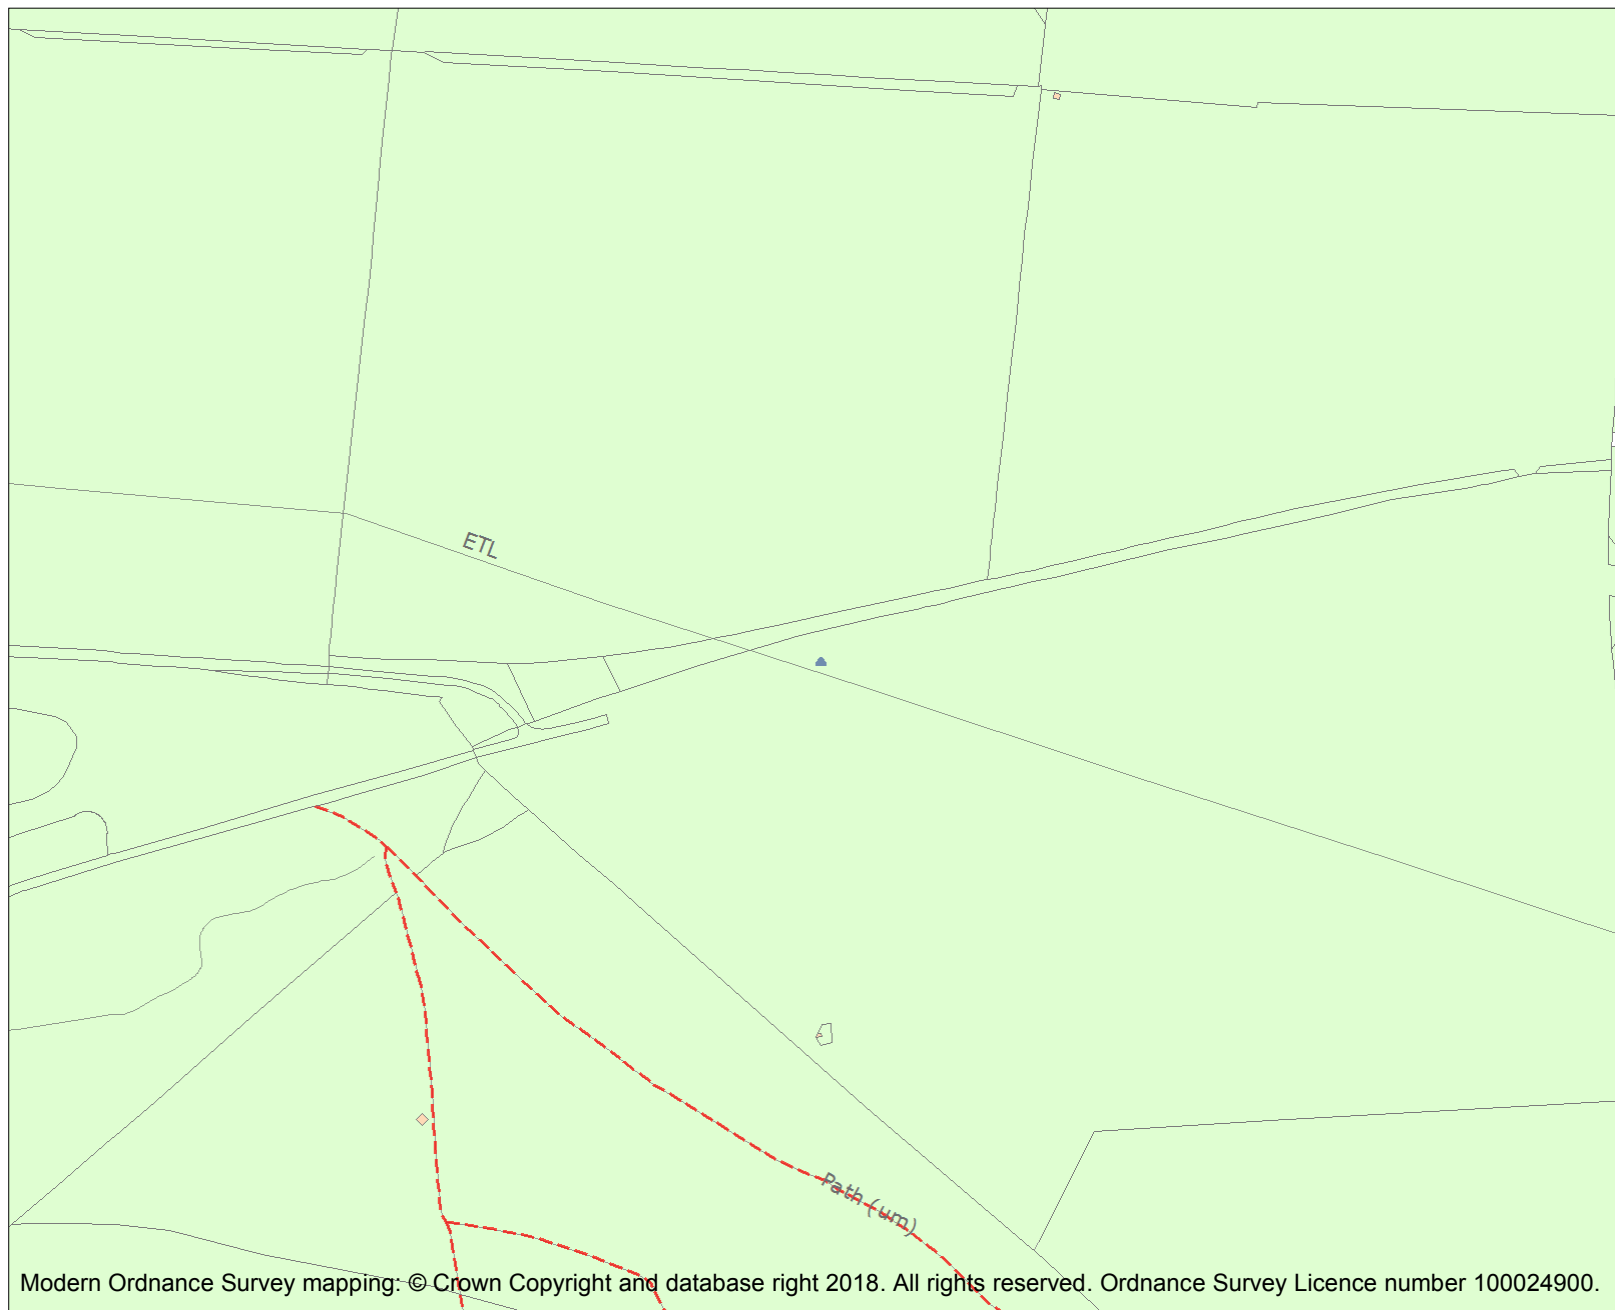 ETL
Path (um)
Modern Ordnance Survey mapping: © Crown Copyright and database right 2018. All rights reserved. Ordnance Survey Licence number 100024900.